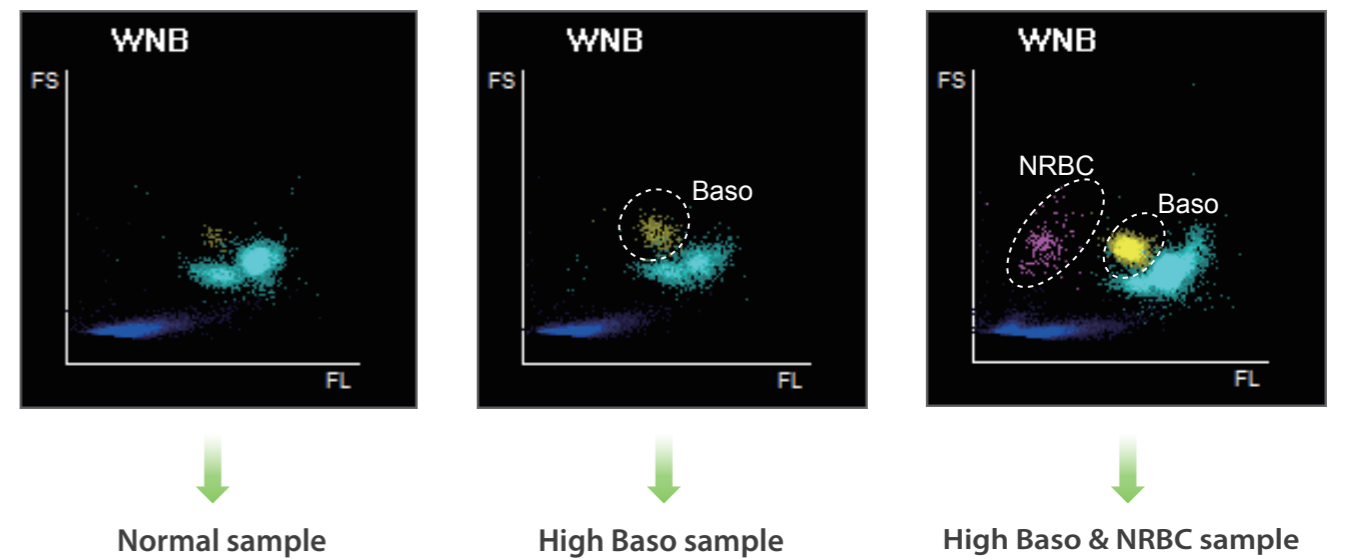 WNB
FS
FL
Normal sample
WNB
FS
Baso
FL
High Baso sample
WNB
FS
NRBC
Baso
FL
High Baso & NRBC sample